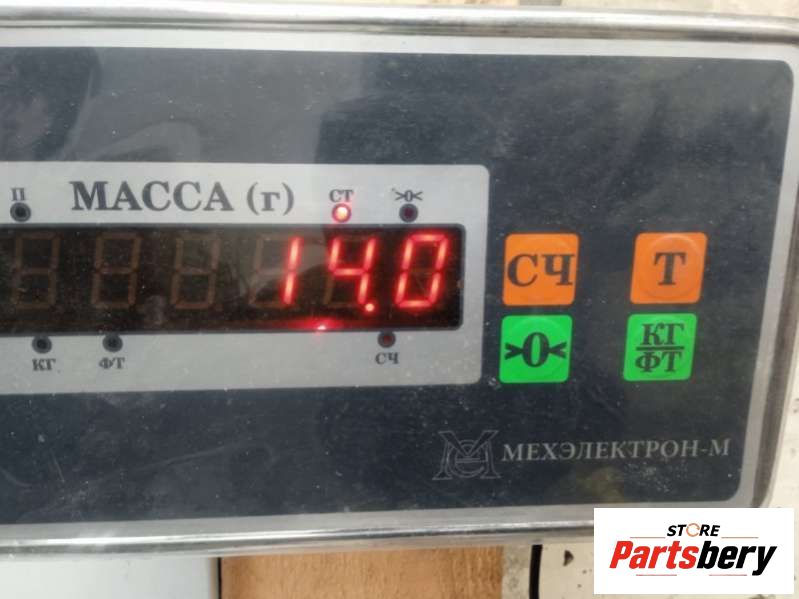 П МАССА (г) СТ >0<
14.0
КГ ФТ СЧ
СЧ Т
>0< КГ/ФТ
МЕХЭЛЕКТРОН-М
STORE
Partsbery